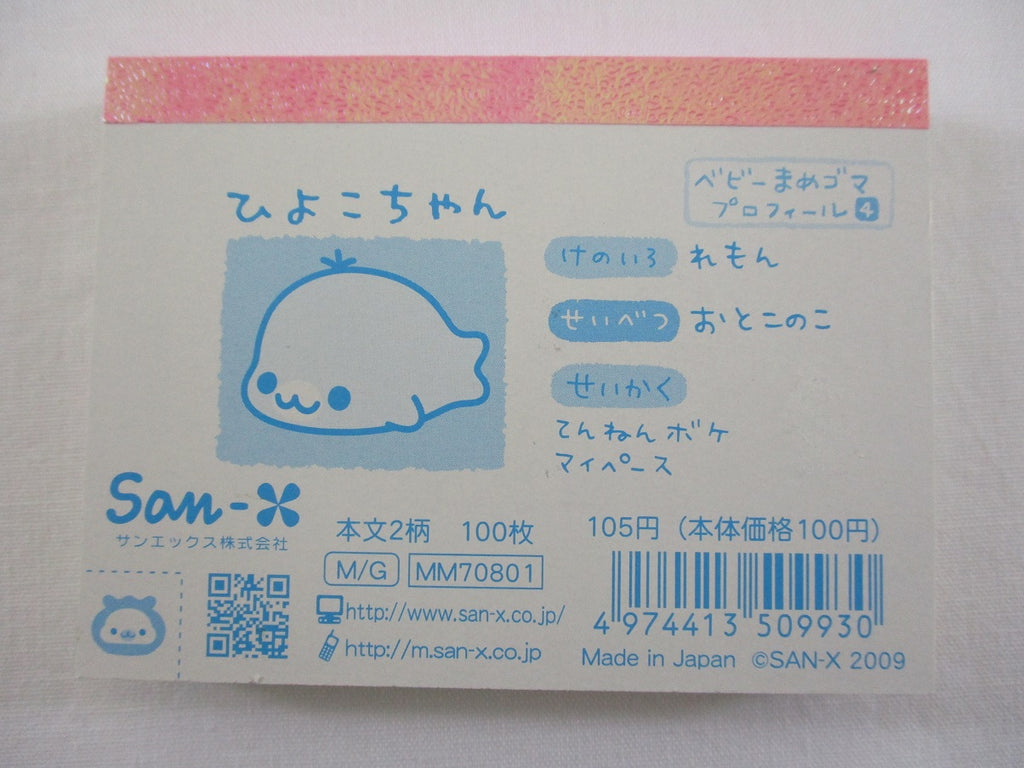 ベビーまめゴマ
プロフィール4
ひよこちゃん
けのいろ れもん
せいべつ おとこのこ
せいかく
てんねんボケ
マイペース
San-X
サンエックス株式会社
本文2柄 100枚
M/G MM70801
http://www.san-x.co.jp/
http://m.san-x.co.jp
105円（本体価格100円）
4 974413 509930
Made in Japan ©SAN-X 2009